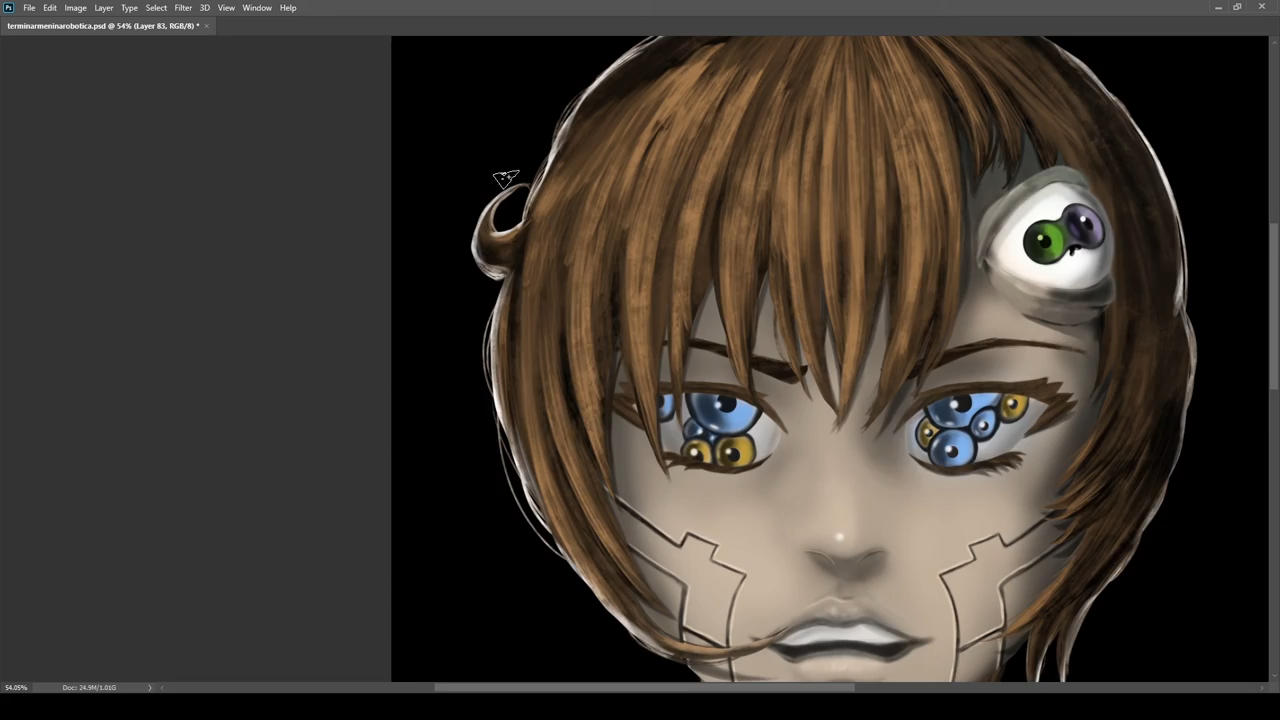 Ps File Edit Image Layer Type Select Filter 3D View Window Help
terminarmeninarobotica.psd @ 54% (Layer 83, RGB/8) *
54.05% Doc: 24.9M/1.01G